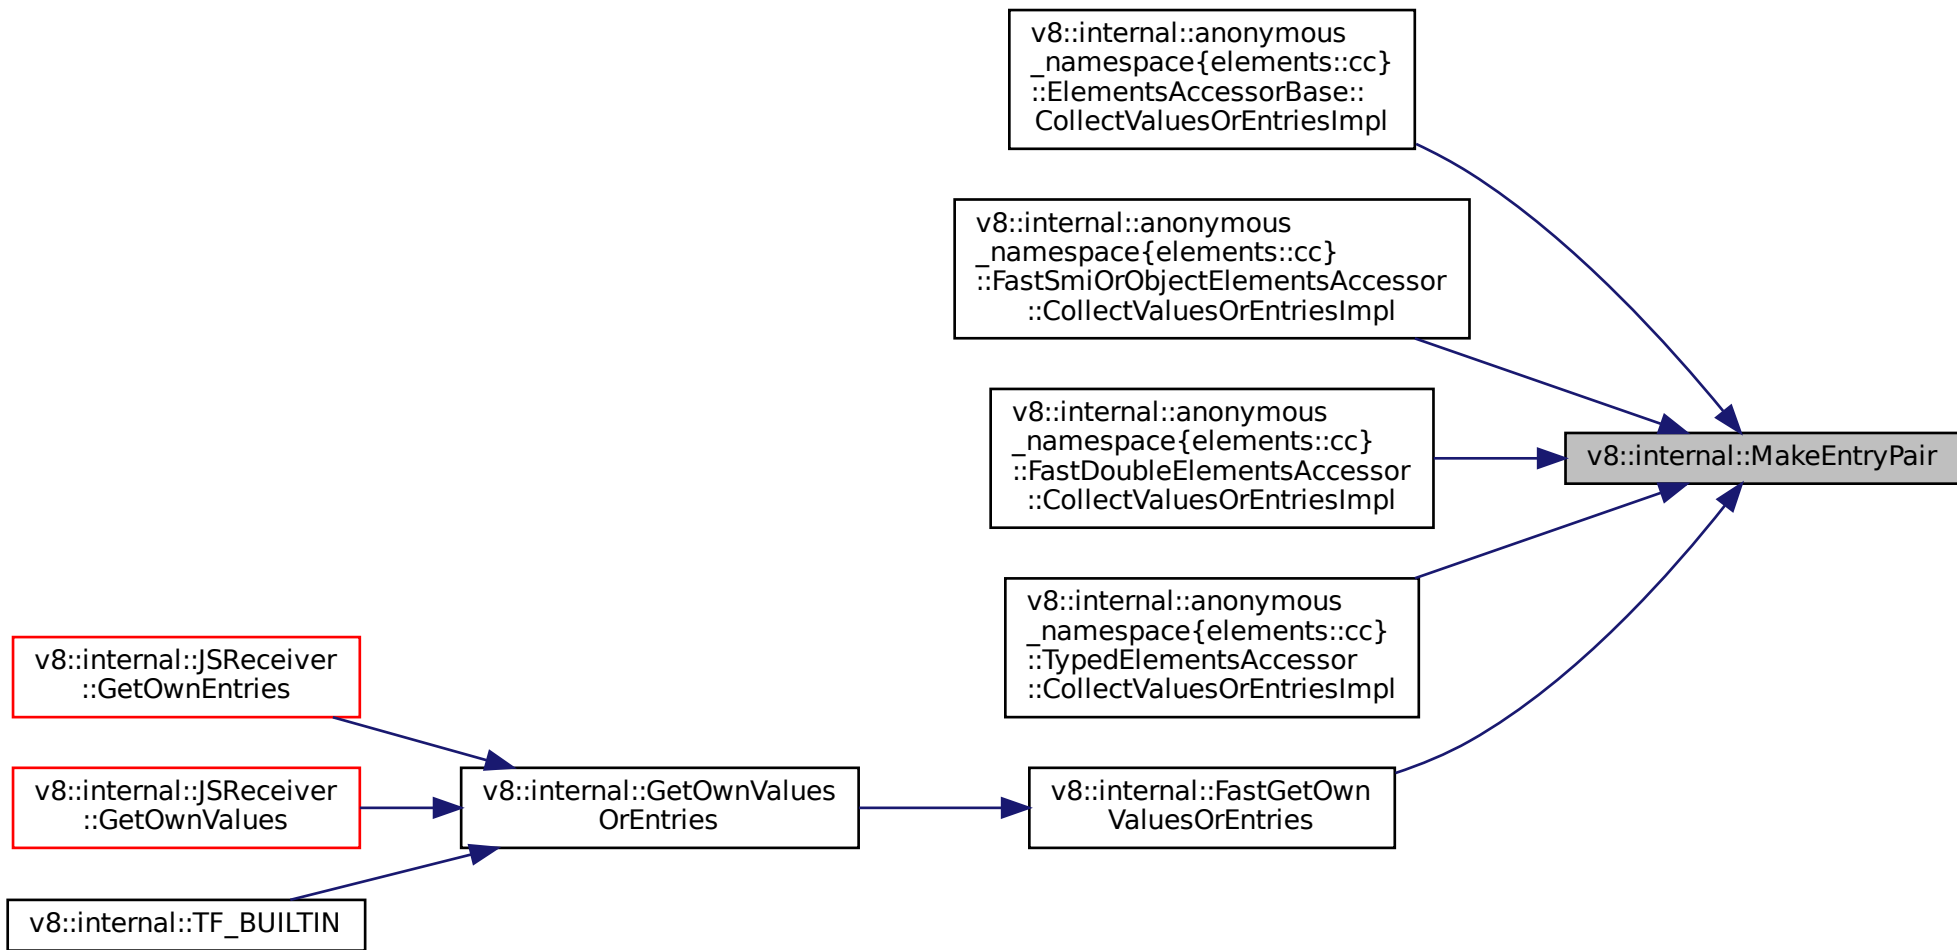 v8::internal::anonymous
_namespace{elements::cc}
::ElementsAccessorBase::
CollectValuesOrEntriesImpl
v8::internal::anonymous
_namespace{elements::cc}
::FastSmiOrObjectElementsAccessor
::CollectValuesOrEntriesImpl
v8::internal::anonymous
_namespace{elements::cc}
::FastDoubleElementsAccessor
::CollectValuesOrEntriesImpl
v8::internal::MakeEntryPair
v8::internal::anonymous
_namespace{elements::cc}
::TypedElementsAccessor
::CollectValuesOrEntriesImpl
v8::internal::JSReceiver
::GetOwnEntries
v8::internal::JSReceiver
::GetOwnValues
v8::internal::GetOwnValues
OrEntries
v8::internal::FastGetOwn
ValuesOrEntries
v8::internal::TF_BUILTIN